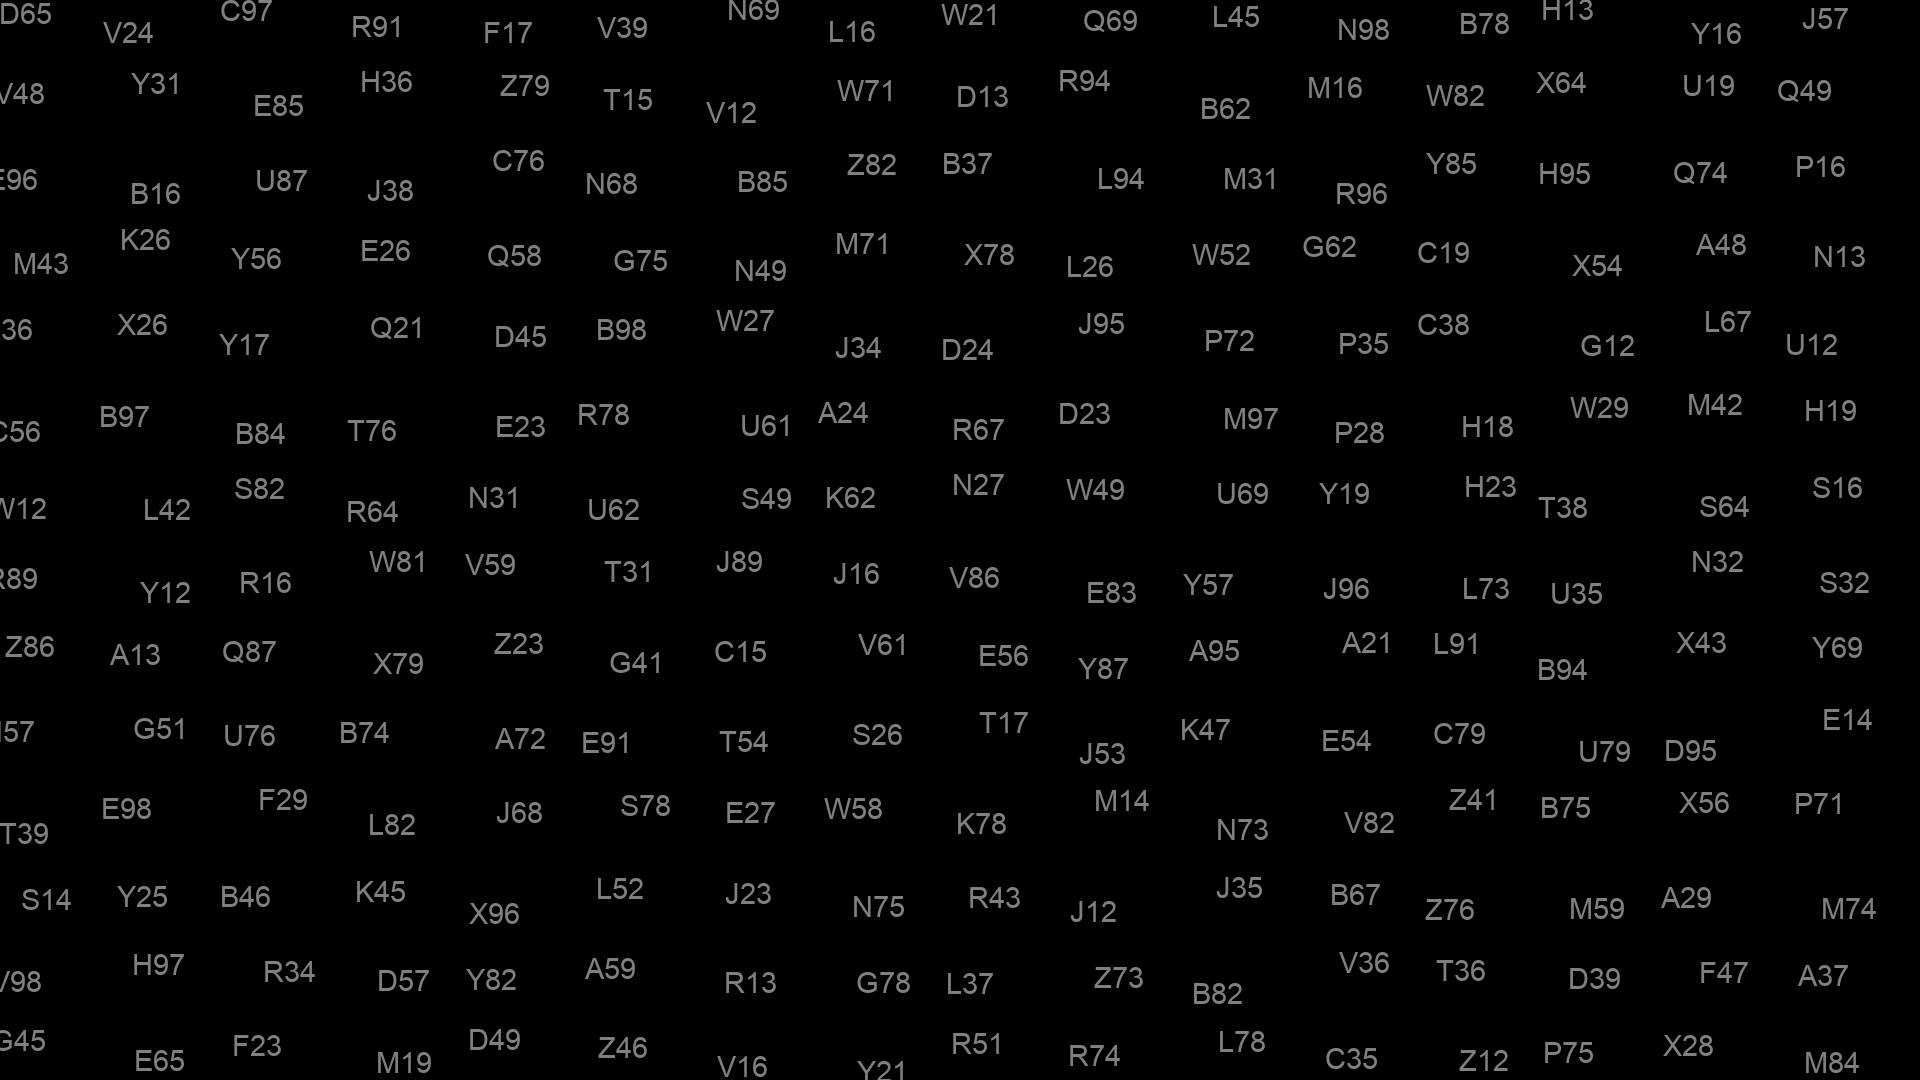 D65 V24 C97 R91 F17 V39 N69 L16 W21 Q69 L45 N98 B78 H13 Y16 J57
V48 Y31 E85 H36 Z79 T15 V12 W71 D13 R94 B62 M16 W82 X64 U19 Q49
E96 B16 U87 J38 C76 N68 B85 Z82 B37 L94 M31 R96 Y85 H95 Q74 P16
M43 K26 Y56 E26 Q58 G75 N49 M71 X78 L26 W52 G62 C19 X54 A48 N13
36 X26 Y17 Q21 D45 B98 W27 J34 D24 J95 P72 P35 C38 G12 L67 U12
C56 B97 B84 T76 E23 R78 U61 A24 R67 D23 M97 P28 H18 W29 M42 H19
W12 L42 S82 R64 N31 U62 S49 K62 N27 W49 U69 Y19 H23 T38 S64 S16
R89 Y12 R16 W81 V59 T31 J89 J16 V86 E83 Y57 J96 L73 U35 N32 S32
Z86 A13 Q87 X79 Z23 G41 C15 V61 E56 Y87 A95 A21 L91 B94 X43 Y69
57 G51 U76 B74 A72 E91 T54 S26 T17 J53 K47 E54 C79 U79 D95 E14
T39 E98 F29 L82 J68 S78 E27 W58 K78 M14 N73 V82 Z41 B75 X56 P71
S14 Y25 B46 K45 X96 L52 J23 N75 R43 J12 J35 B67 Z76 M59 A29 M74
V98 H97 R34 D57 Y82 A59 R13 G78 L37 Z73 B82 V36 T36 D39 F47 A37
G45 E65 F23 M19 D49 Z46 V16 Y21 R51 R74 L78 C35 Z12 P75 X28 M84